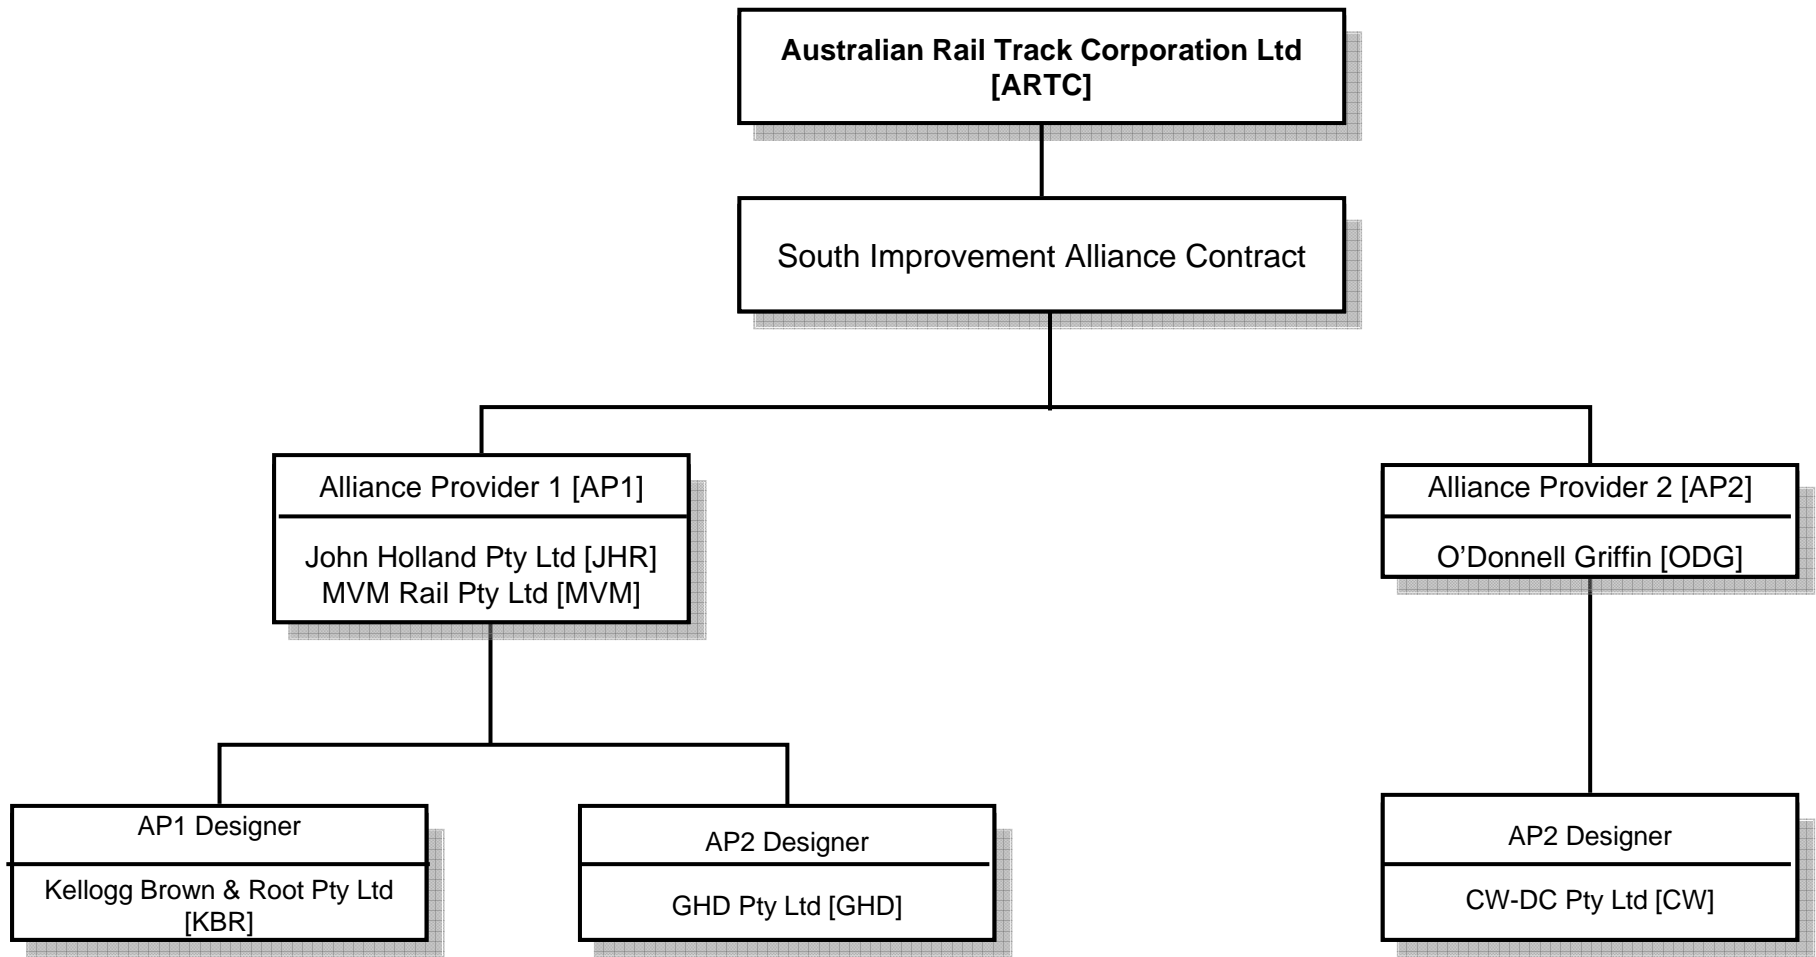 Australian Rail Track Corporation Ltd
[ARTC]
South Improvement Alliance Contract
Alliance Provider 1 [AP1]
John Holland Pty Ltd [JHR]
MVM Rail Pty Ltd [MVM]
Alliance Provider 2 [AP2]
O’Donnell Griffin [ODG]
AP1 Designer
Kellogg Brown & Root Pty Ltd
[KBR]
AP2 Designer
GHD Pty Ltd [GHD]
AP2 Designer
CW-DC Pty Ltd [CW]